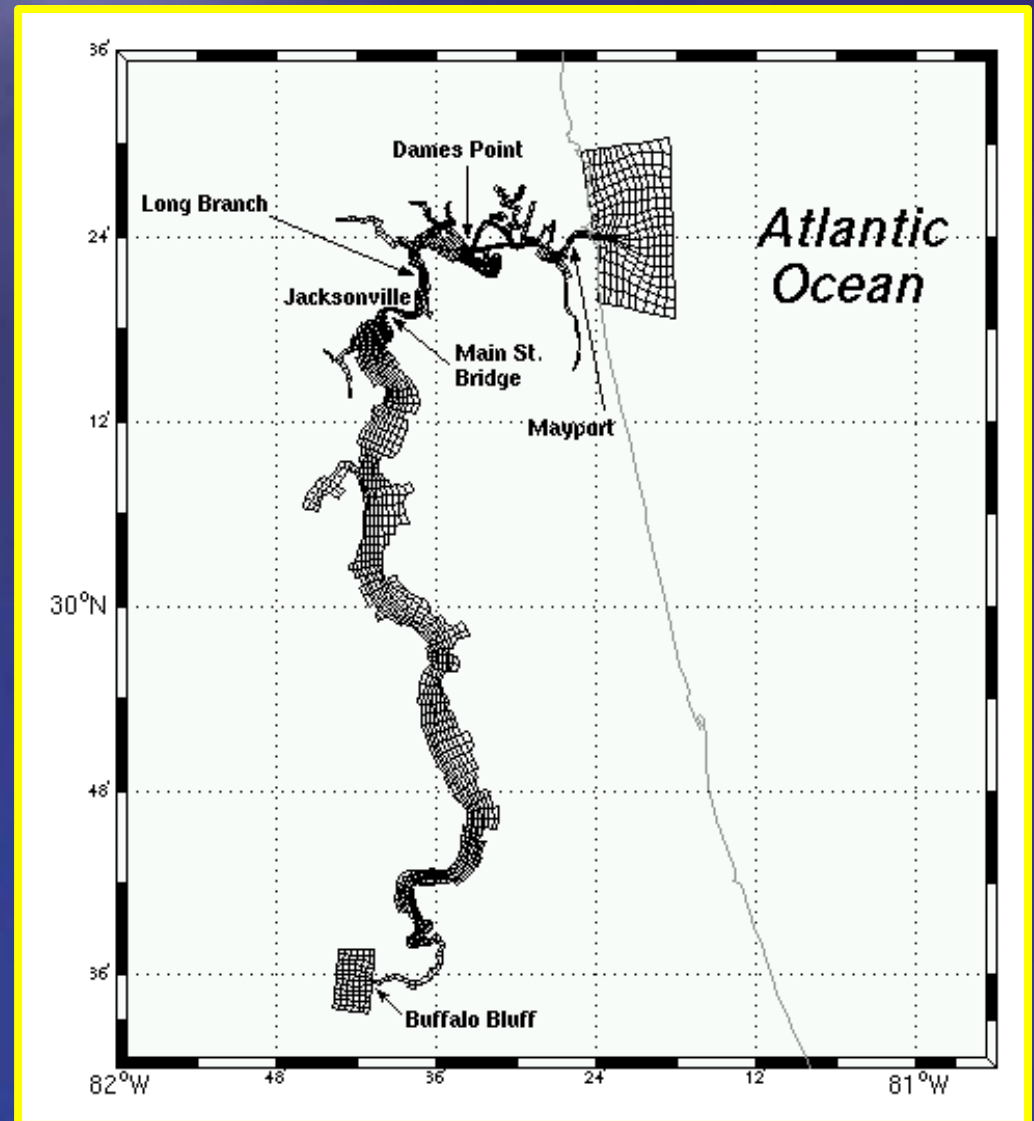 36'
Dames Point
Long Branch
24'
Atlantic
Ocean
Jacksonville
Main St.
Bridge
12'
Mayport
30°N
48'
36'
Buffalo Bluff
82°W
48
36
24
12
81°W